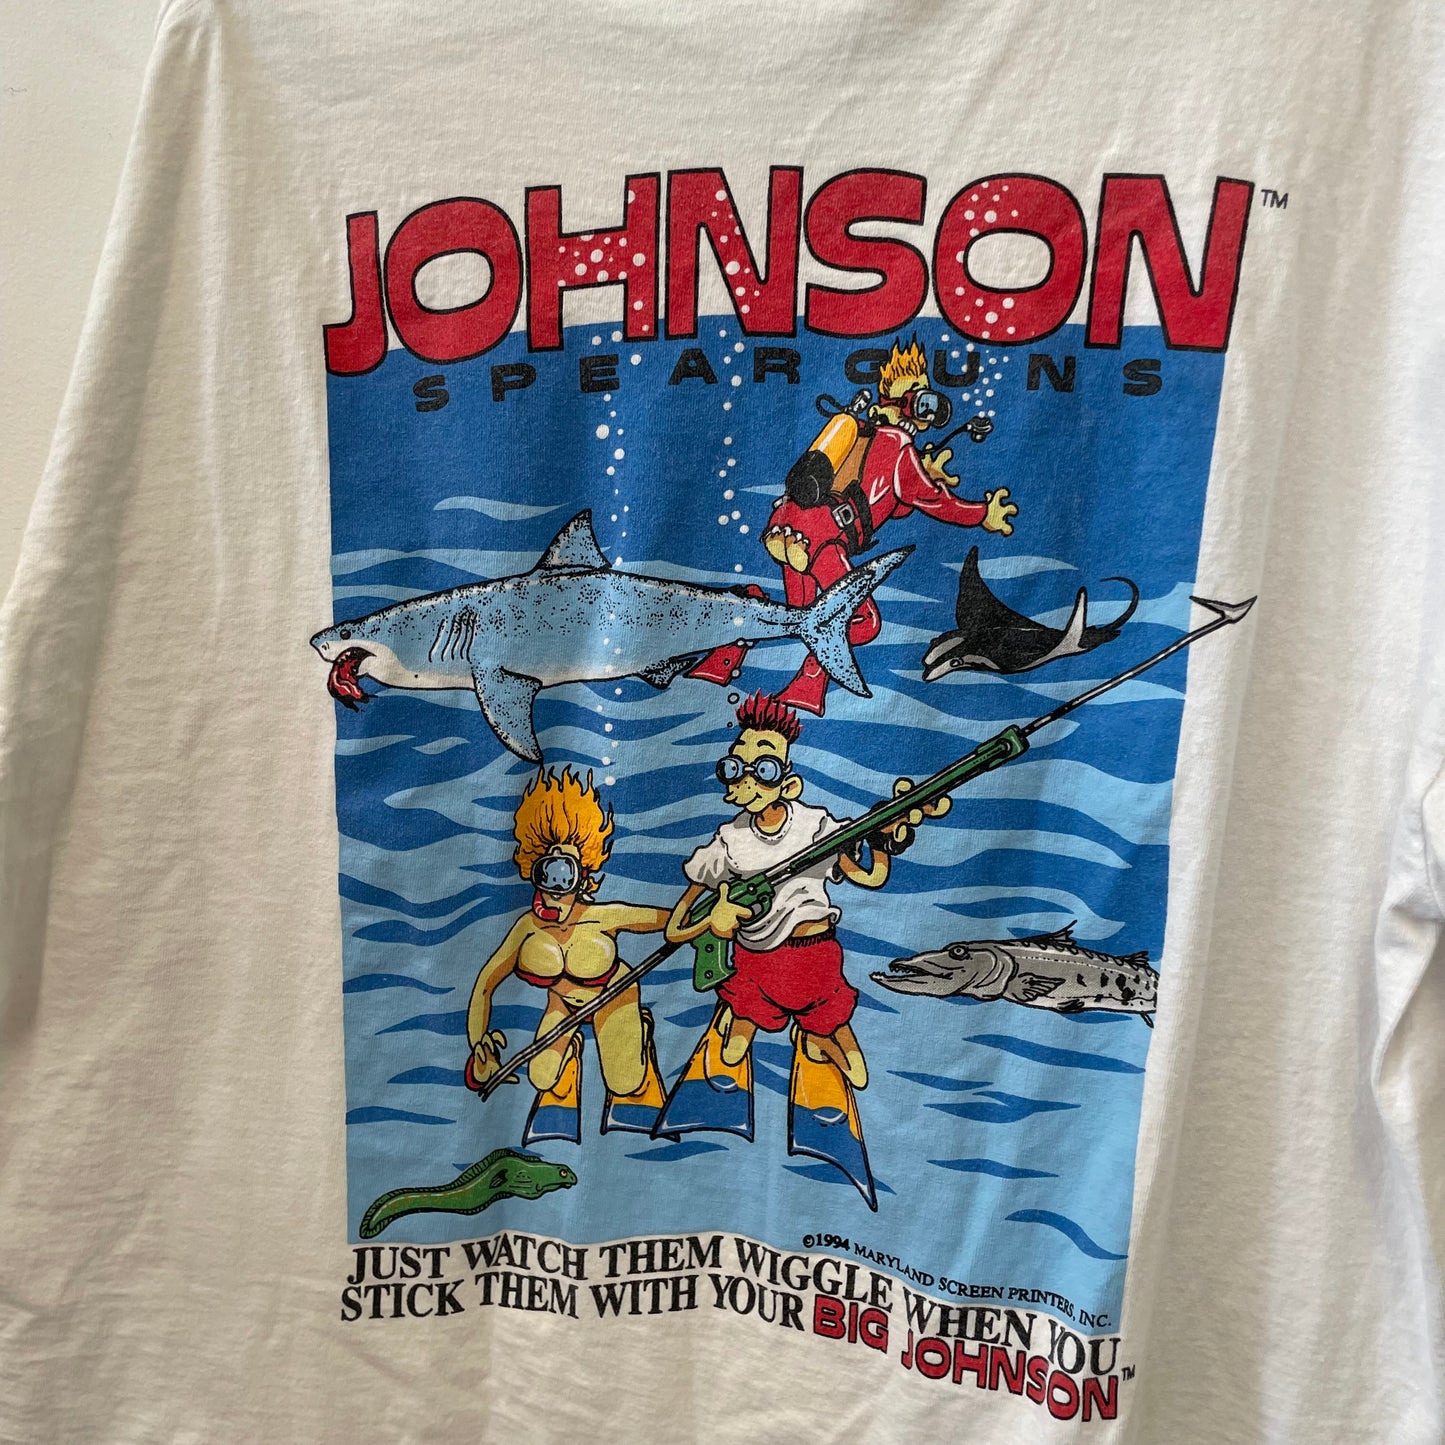 JOHNSON™
SPEARGUNS
©1994 MARYLAND SCREEN PRINTERS, INC.
JUST WATCH THEM WIGGLE WHEN YOU
STICK THEM WITH YOUR BIG JOHNSON™